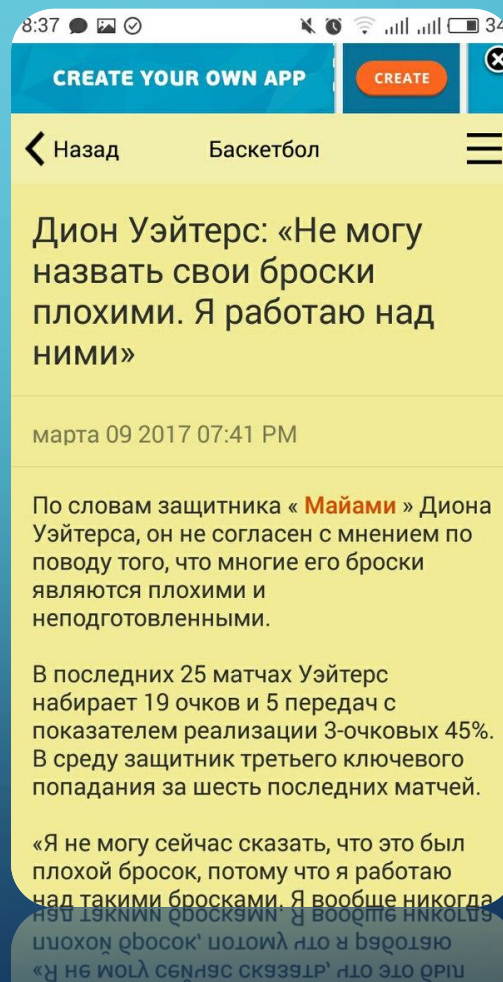 8:37
34
CREATE YOUR OWN APP
CREATE
Назад
Баскетбол
Дион Уэйтерс: «Не могу
назвать свои броски
плохими. Я работаю над
ними»
марта 09 2017 07:41 PM
По словам защитника « Майами » Диона
Уэйтерса, он не согласен с мнением по
поводу того, что многие его броски
являются плохими и
неподготовленными.
В последних 25 матчах Уэйтерс
набирает 19 очков и 5 передач с
показателем реализации 3-очковых 45%.
В среду защитник третьего ключевого
попадания за шесть последних матчей.
«Я не могу сейчас сказать, что это был
плохой бросок, потому что я работаю
над такими бросками. Я вообще никогда